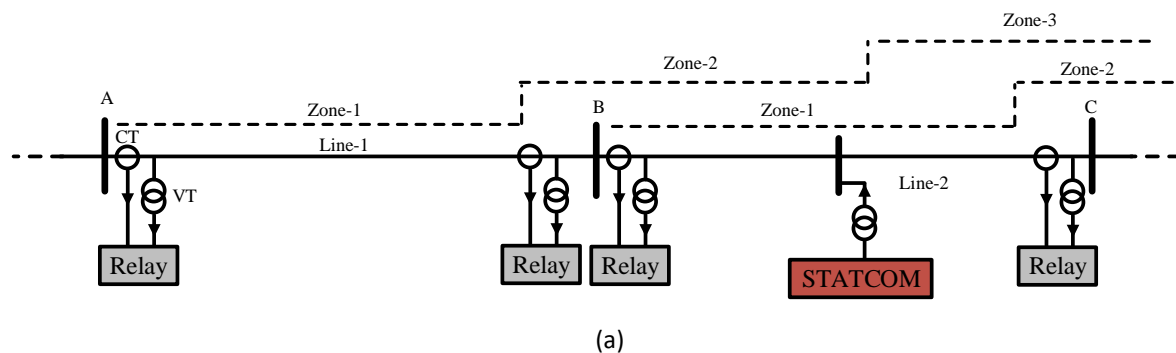 Zone-3
Zone-2
Zone-2
A
Zone-1
B
Zone-1
C
CT
Line-1
VT
Line-2
Relay
Relay
Relay
STATCOM
Relay
(a)